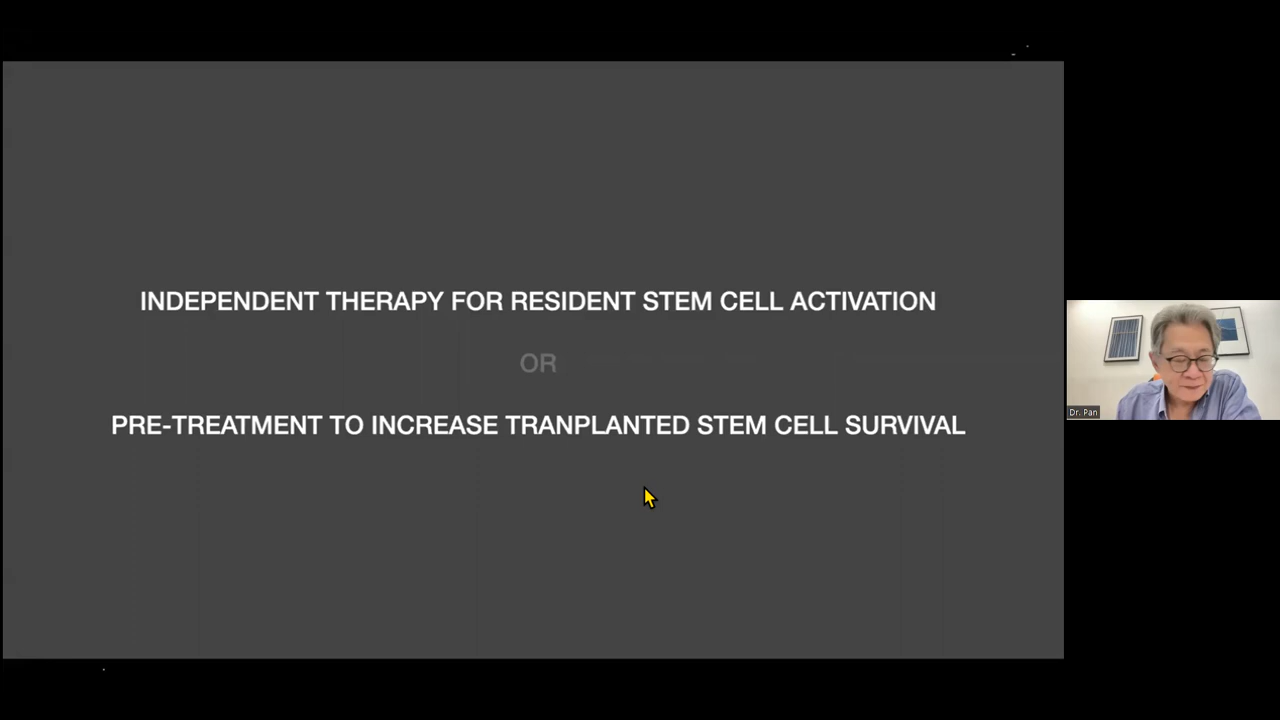 INDEPENDENT THERAPY FOR RESIDENT STEM CELL ACTIVATION
OR
PRE-TREATMENT TO INCREASE TRANPLANTED STEM CELL SURVIVAL
Dr. Pan